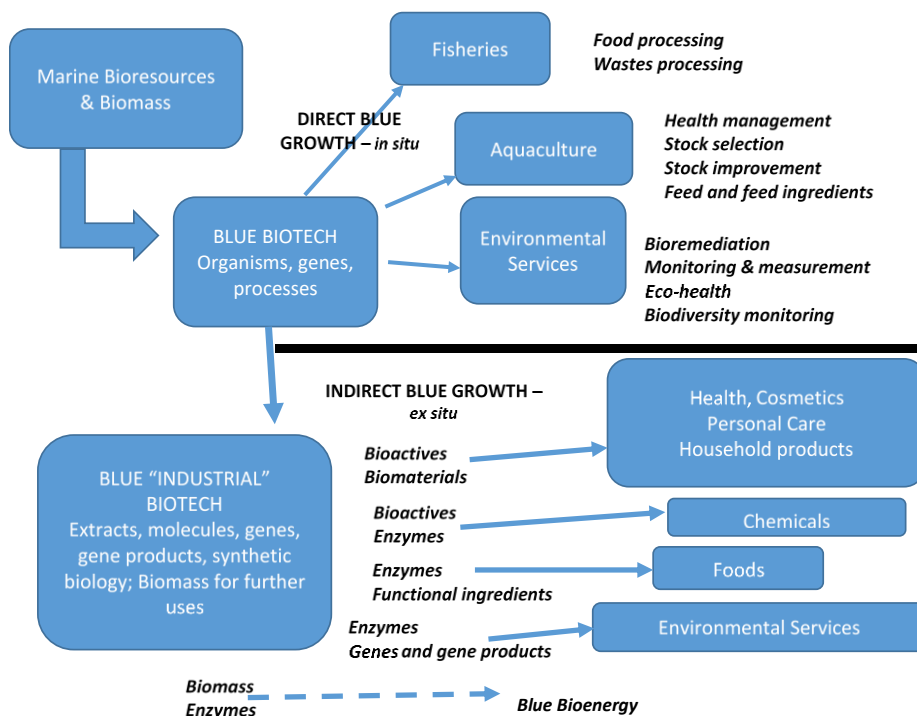 Marine Bioresources
& Biomass
Fisheries
Food processing
Wastes processing
DIRECT BLUE
GROWTH – in situ
Aquaculture
Health management
Stock selection
Stock improvement
Feed and feed ingredients
BLUE BIOTECH
Organisms, genes,
processes
Environmental
Services
Bioremediation
Monitoring & measurement
Eco-health
Biodiversity monitoring
INDIRECT BLUE GROWTH –
ex situ
BLUE “INDUSTRIAL”
BIOTECH
Extracts, molecules, genes,
gene products, synthetic
biology; Biomass for further
uses
Bioactives
Biomaterials
Health, Cosmetics
Personal Care
Household products
Bioactives
Enzymes
Chemicals
Enzymes
Functional ingredients
Foods
Enzymes
Genes and gene products
Environmental Services
Biomass
Enzymes
Blue Bioenergy